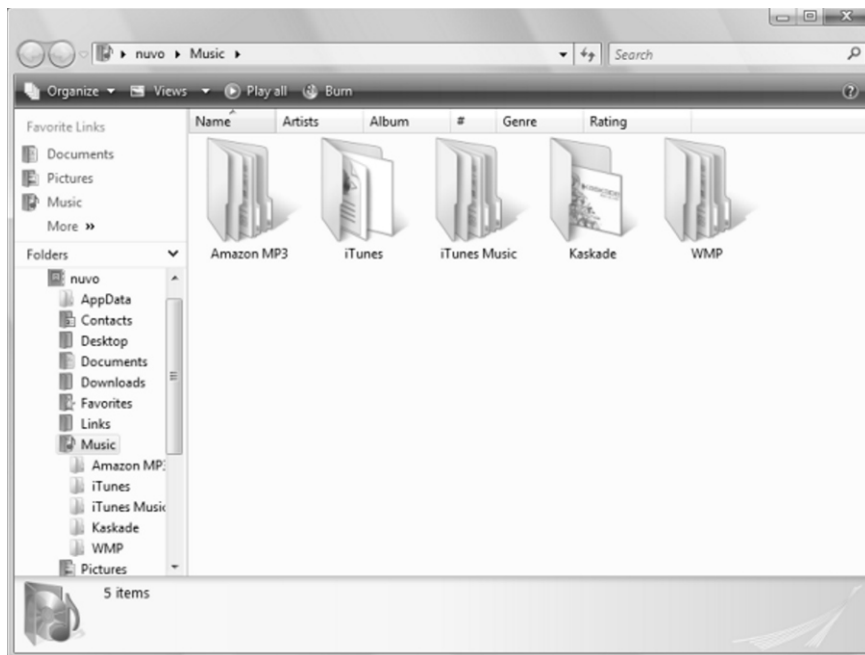 nuvo Music
Search
Organize Views Play all Burn
Favorite Links
Documents
Pictures
Music
More »
Folders
nuvo
AppData
Contacts
Desktop
Documents
Downloads
Favorites
Links
Music
Amazon MP3
iTunes
iTunes Music
Kaskade
WMP
Pictures
Name Artists Album # Genre Rating
Amazon MP3 iTunes iTunes Music Kaskade WMP
5 items